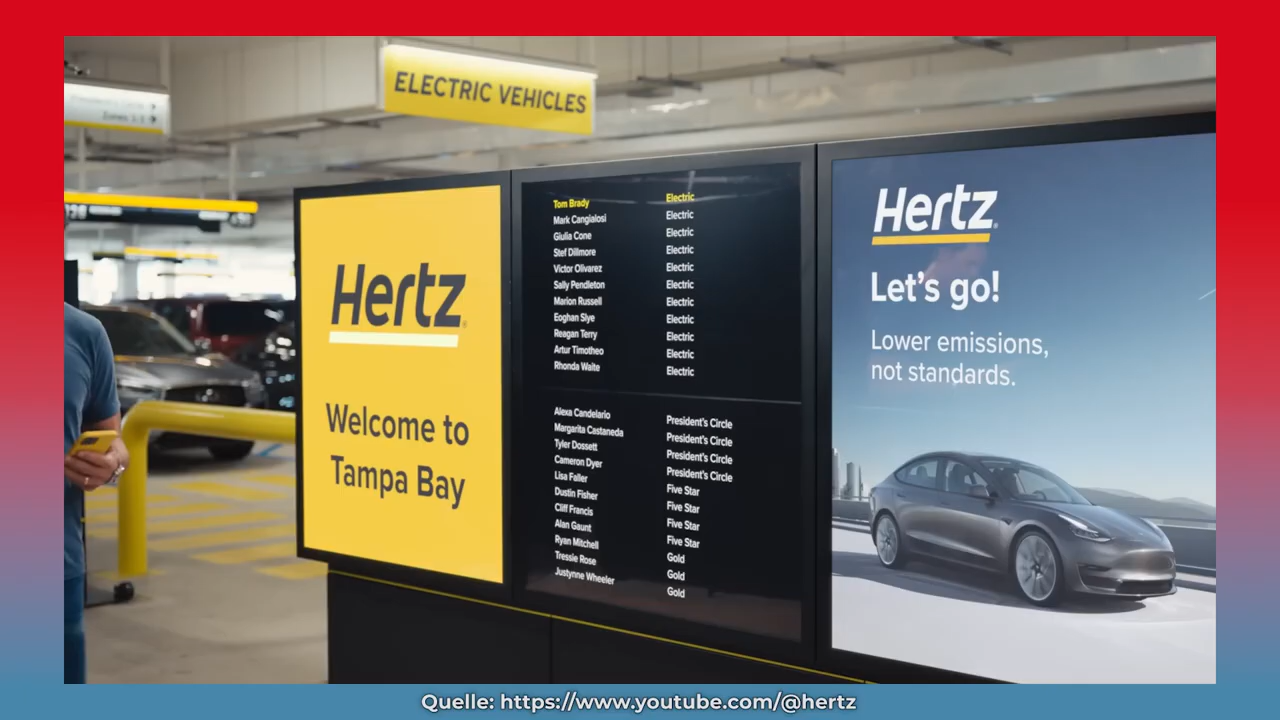 ELECTRIC VEHICLES
Hertz
Welcome to
Tampa Bay
Tom Brady Electric
Mark Cangialosi Electric
Giulia Cone Electric
Stef Dillmore Electric
Victor Olivarez Electric
Sally Pendleton Electric
Marion Russell Electric
Eoghan Slye Electric
Reagan Terry Electric
Artur Timotheo Electric
Rhonda Waite Electric
Alexa Candelario President's Circle
Margarita Castaneda President's Circle
Tyler Dossett President's Circle
Cameron Dyer President's Circle
Lisa Faller Five Star
Dustin Fisher Five Star
Cliff Francis Five Star
Alan Gaunt Five Star
Ryan Mitchell Gold
Tressie Rose Gold
Justynne Wheeler Gold
Hertz
Let's go!
Lower emissions,
not standards.
Quelle: https://www.youtube.com/@hertz